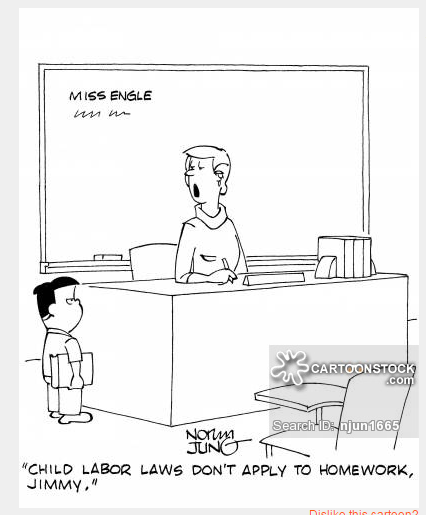 MISS ENGLE
CARTOONSTOCK
.com
Search ID: njun1665
Norm
JUNG
"CHILD LABOR LAWS DON'T APPLY TO HOMEWORK,
JIMMY."
Dislike this cartoon?